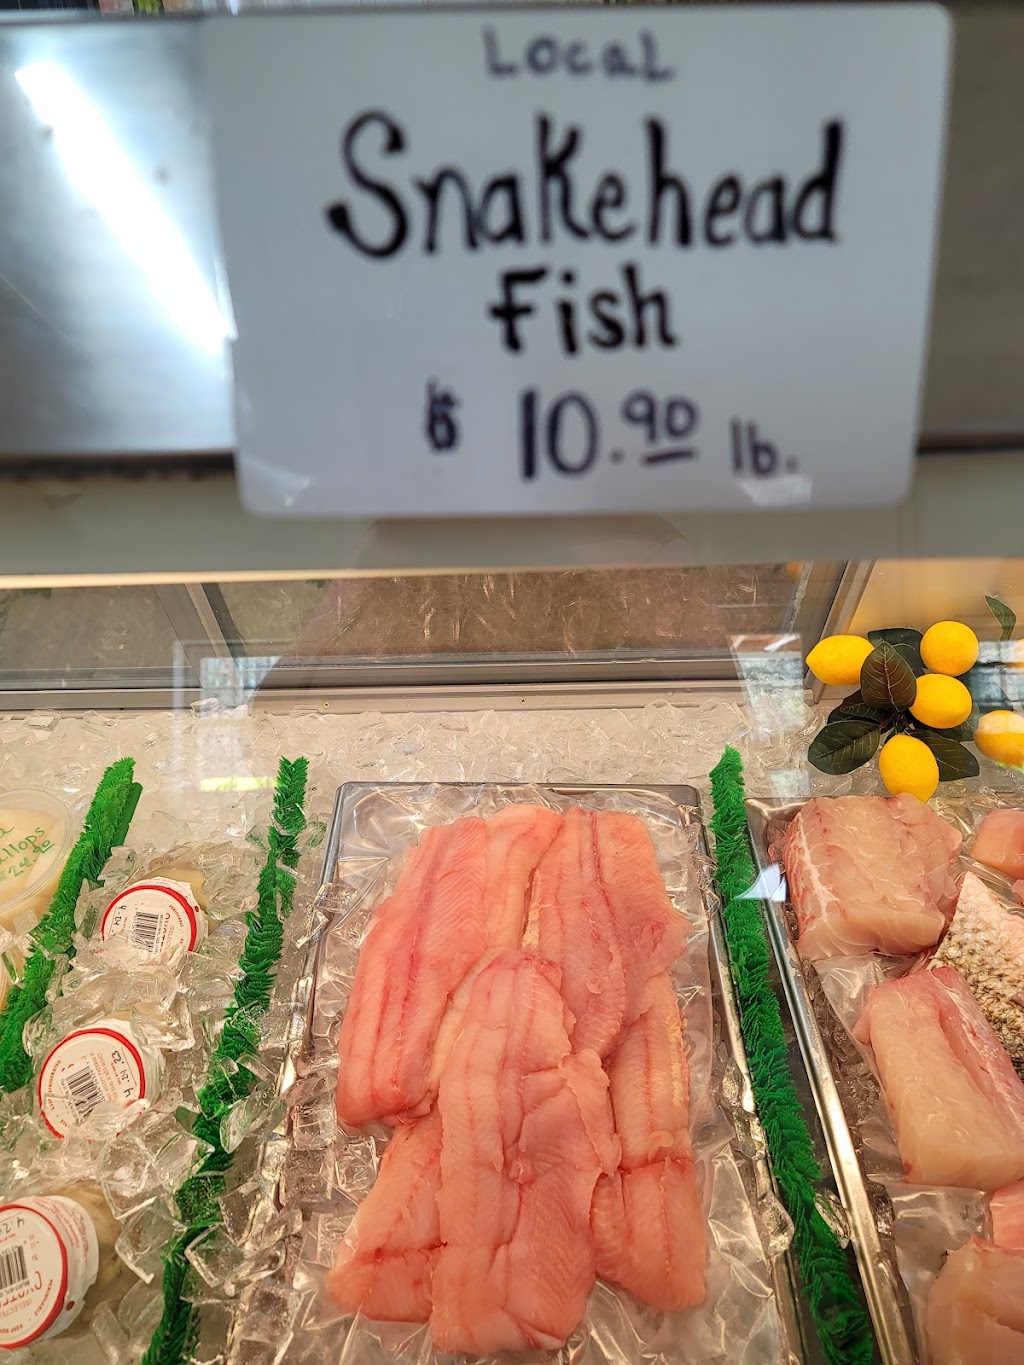 Local
Snakehead
Fish
$ 10.90 lb.